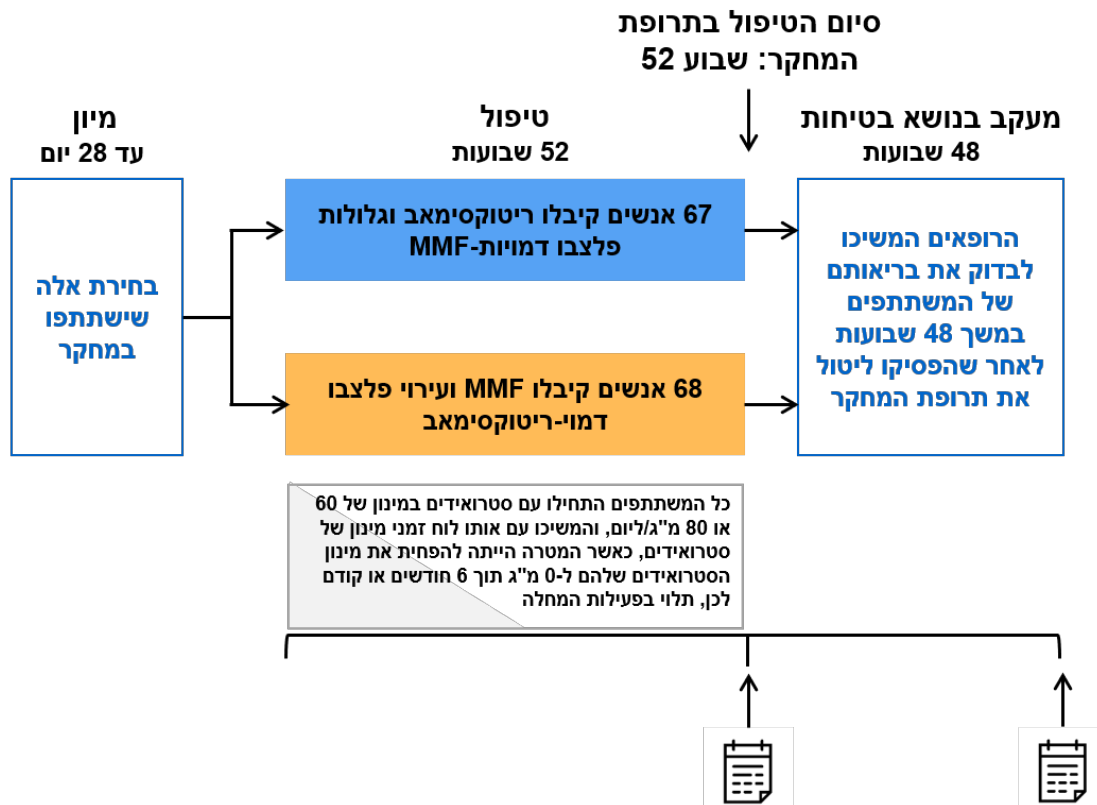 סיום הטיפול בתרופת
המחקר: שבוע 52
מיון
עד 28 יום
טיפול
52 שבועות
מעקב בנושא בטיחות
48 שבועות
בחירת אלה
שישתתפו
במחקר
67 אנשים קיבלו ריטוקסימאב וגלולות
פלצבו דמויות-MMF
68 אנשים קיבלו MMF ועירוי פלצבו
דמוי-ריטוקסימאב
הרופאים המשיכו
לבדוק את בריאותם
של המשתתפים
במשך 48 שבועות
לאחר שהפסיקו ליטול
את תרופת המחקר
כל המשתתפים התחילו עם סטרואידים במינון של 60
או 80 מ"ג/ליום, והמשיכו עם אותו לוח זמני מינון של
סטרואידים, כאשר המטרה הייתה להפחית את מינון
הסטרואידים שלהם ל-0 מ"ג תוך 6 חודשים או קודם
לכן, תלוי בפעילות המחלה